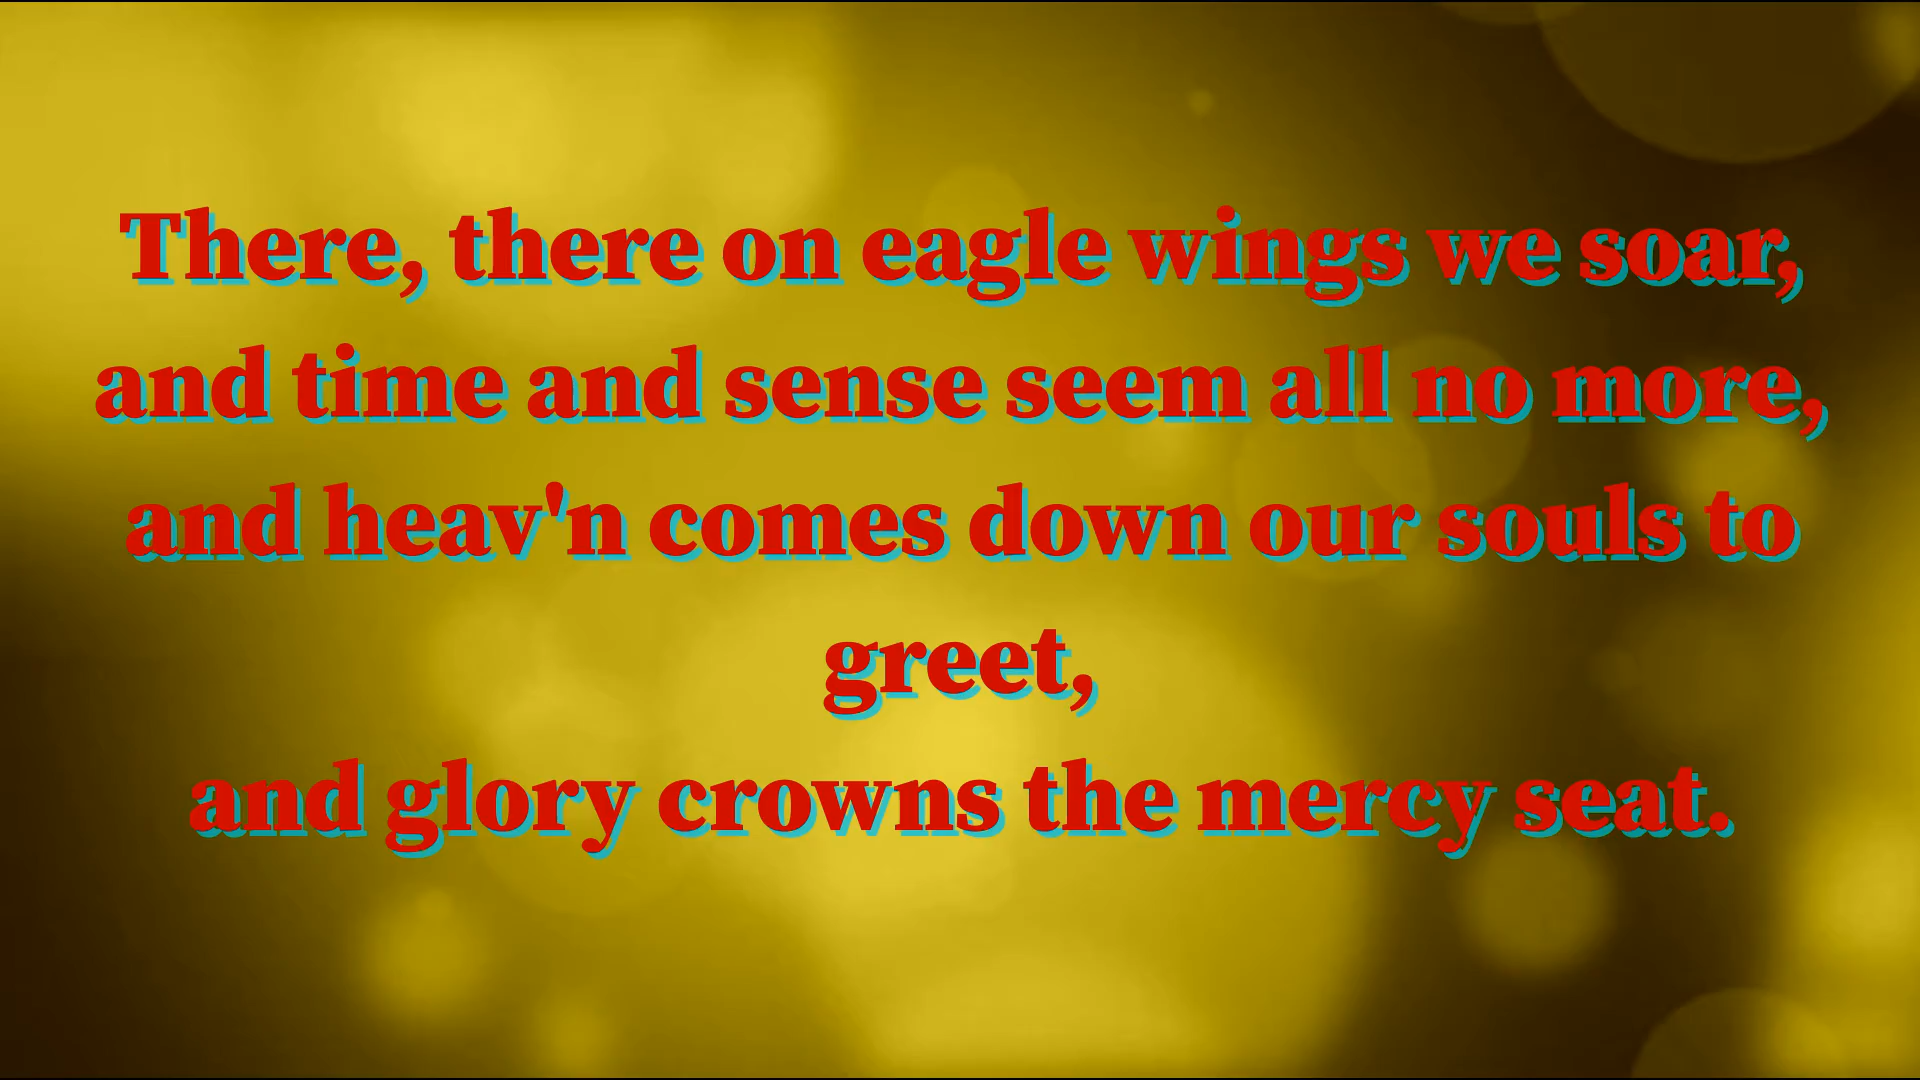 There, there on eagle wings we soar,
and time and sense seem all no more,
and heav'n comes down our souls to
greet,
and glory crowns the mercy seat.